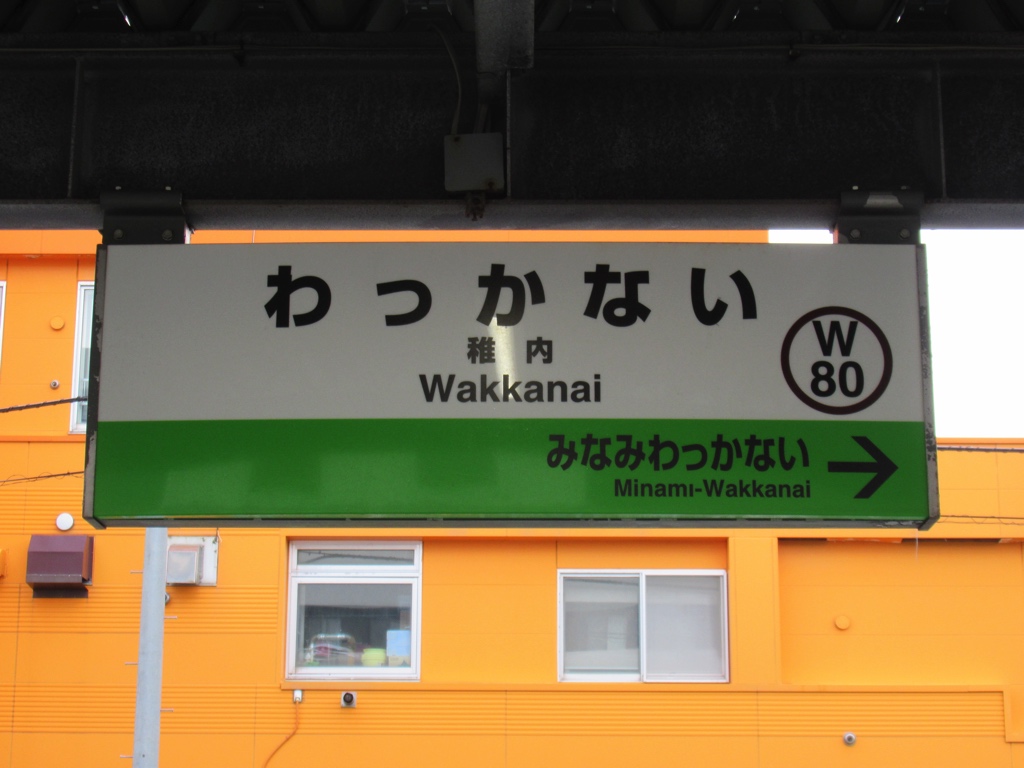 わっかない
稚内
Wakkanai
W
80
みなみわっかない →
Minami-Wakkanai